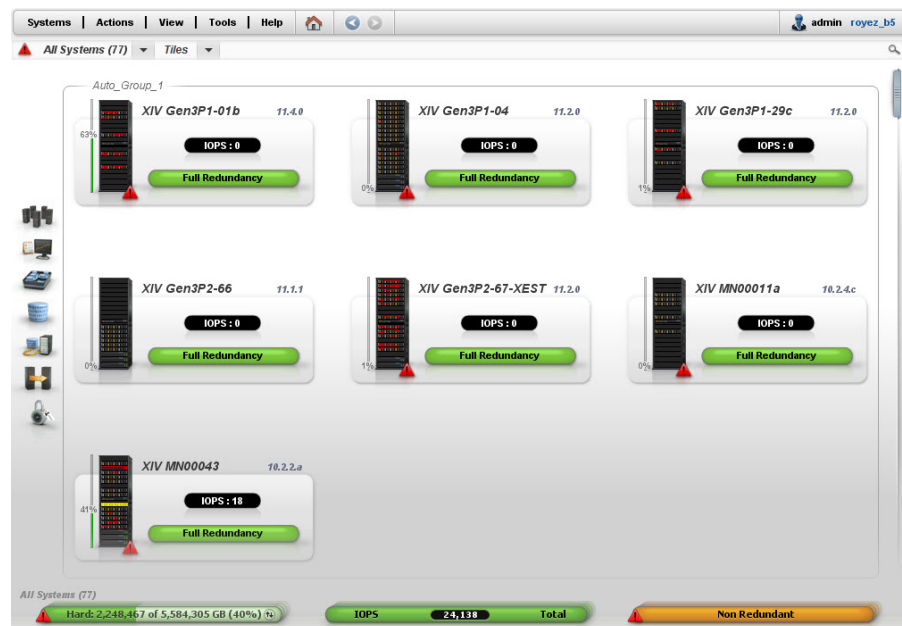 Systems | Actions | View | Tools | Help admin royez_b5
All Systems (77) Tiles
Auto_Group_1
XIV Gen3P1-01b 11.4.0
63%
IOPS : 0
Full Redundancy
XIV Gen3P1-04 11.2.0
0%
IOPS : 0
Full Redundancy
XIV Gen3P1-29c 11.2.0
1%
IOPS : 0
Full Redundancy
XIV Gen3P2-66 11.1.1
0%
IOPS : 0
Full Redundancy
XIV Gen3P2-67-XEST 11.2.0
1%
IOPS : 0
Full Redundancy
XIV MN00011a 10.2.4.c
0%
IOPS : 0
Full Redundancy
XIV MN00043 10.2.2.a
41%
IOPS : 18
Full Redundancy
All Systems (77)
Hard: 2,248,467 of 5,584,305 GB (40%) IOPS 24,138 Total Non Redundant